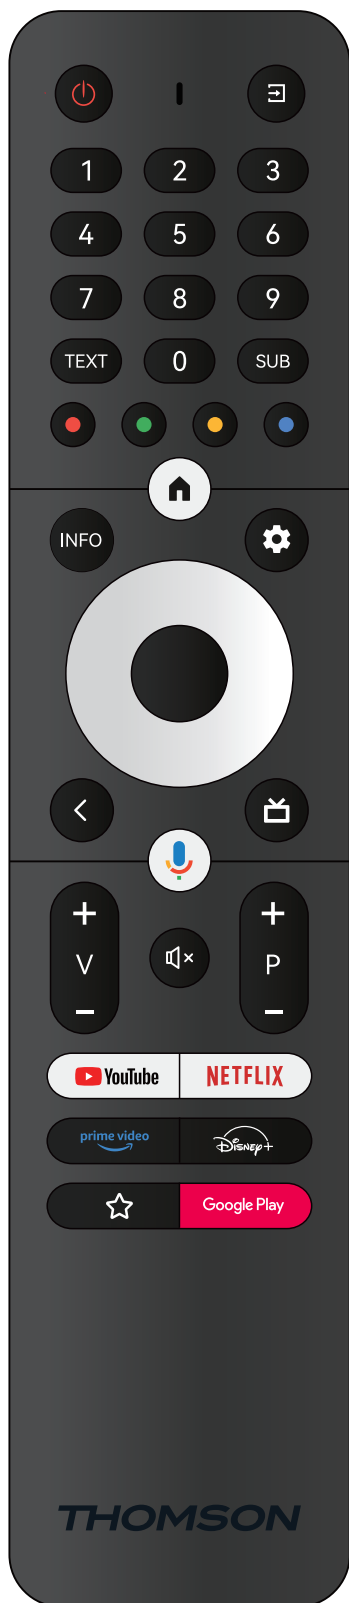 1 2 3
4 5 6
7 8 9
TEXT 0 SUB
INFO
+ +
V P
− −
YouTube NETFLIX
prime video Disney+
Google Play
THOMSON